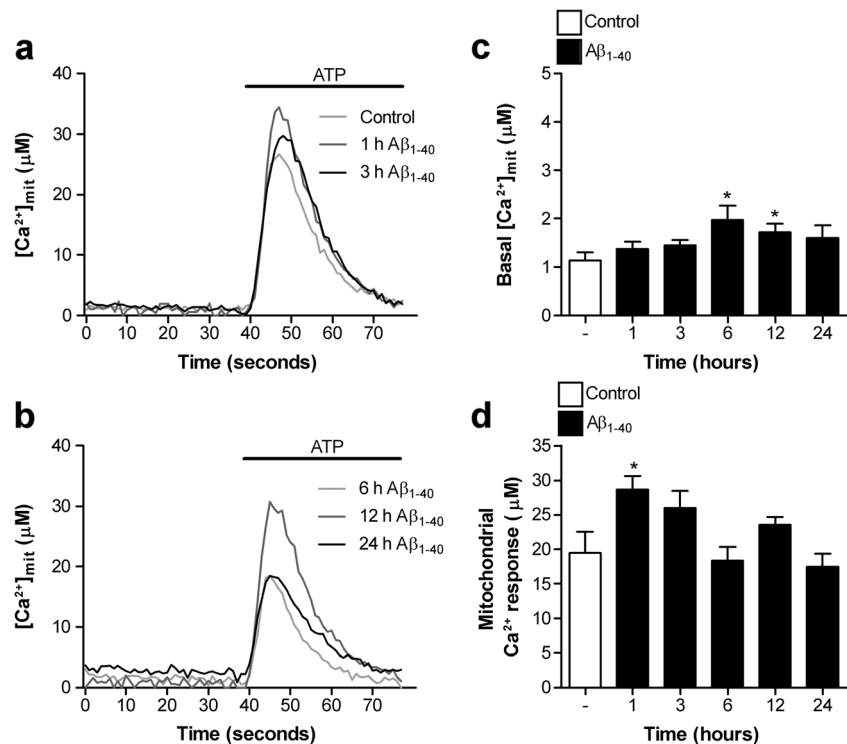 a
ATP
40
30
20
10
0
[Ca²⁺]mit (μM)
Control
1 h Aβ1-40
3 h Aβ1-40
0 10 20 30 40 50 60 70
Time (seconds)
b
ATP
40
30
20
10
0
[Ca²⁺]mit (μM)
6 h Aβ1-40
12 h Aβ1-40
24 h Aβ1-40
0 10 20 30 40 50 60 70
Time (seconds)
c
Control
Aβ1-40
5
4
3
2
1
0
Basal [Ca²⁺]mit (μM)
* *
- 1 3 6 12 24
Time (hours)
d
Control
Aβ1-40
35
30
25
20
15
10
5
0
Mitochondrial
Ca²⁺ response (μM)
*
- 1 3 6 12 24
Time (hours)